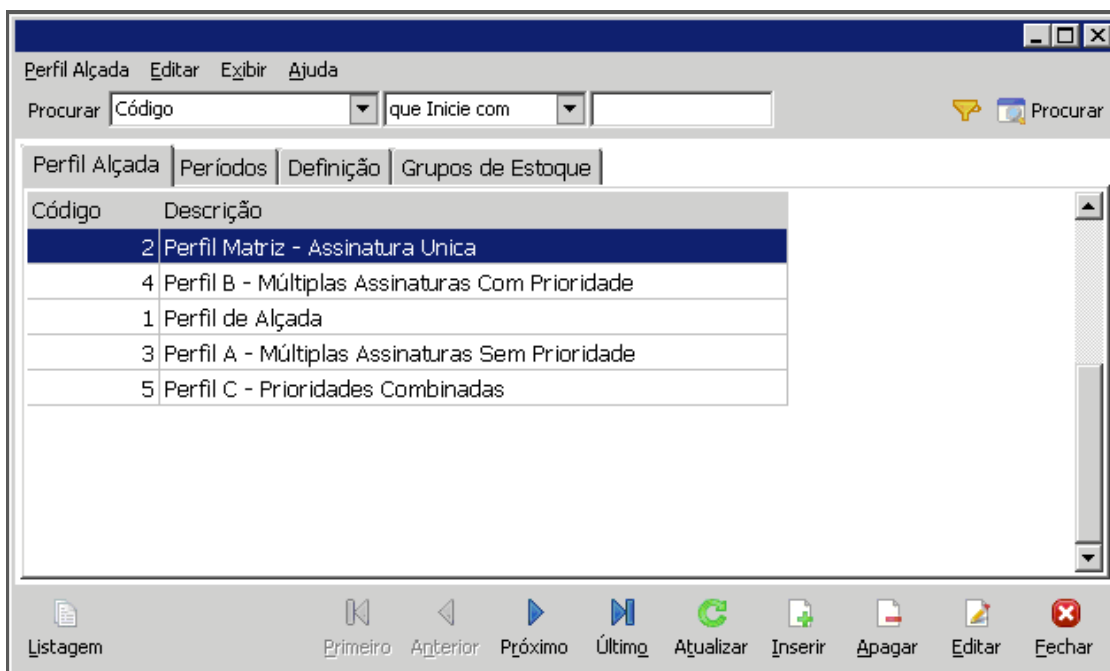 Perfil Alçada Editar Exibir Ajuda
Procurar Código que Inicie com Procurar
Perfil Alçada Períodos Definição Grupos de Estoque
Código Descrição
2 Perfil Matriz - Assinatura Unica
4 Perfil B - Múltiplas Assinaturas Com Prioridade
1 Perfil de Alçada
3 Perfil A - Múltiplas Assinaturas Sem Prioridade
5 Perfil C - Prioridades Combinadas
Listagem Primeiro Anterior Próximo Último Atualizar Inserir Apagar Editar Fechar